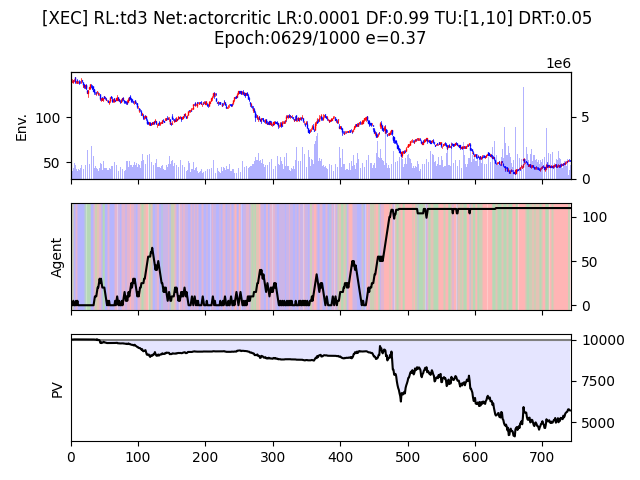 [XEC] RL:td3 Net:actorcritic LR:0.0001 DF:0.99 TU:[1,10] DRT:0.05
Epoch:0629/1000 e=0.37
1e6
Env.
100
50
5
0
Agent
100
50
0
PV
10000
7500
5000
0 100 200 300 400 500 600 700